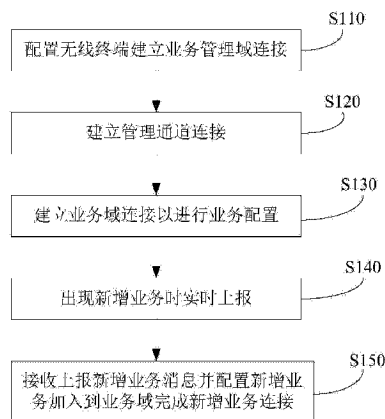 S110
配置无线终端建立业务管理域连接
S120
建立管理通道连接
S130
建立业务域连接以进行业务配置
S140
出现新增业务时实时上报
S150
接收上报新增业务消息并配置新增业
务加入到业务域完成新增业务连接